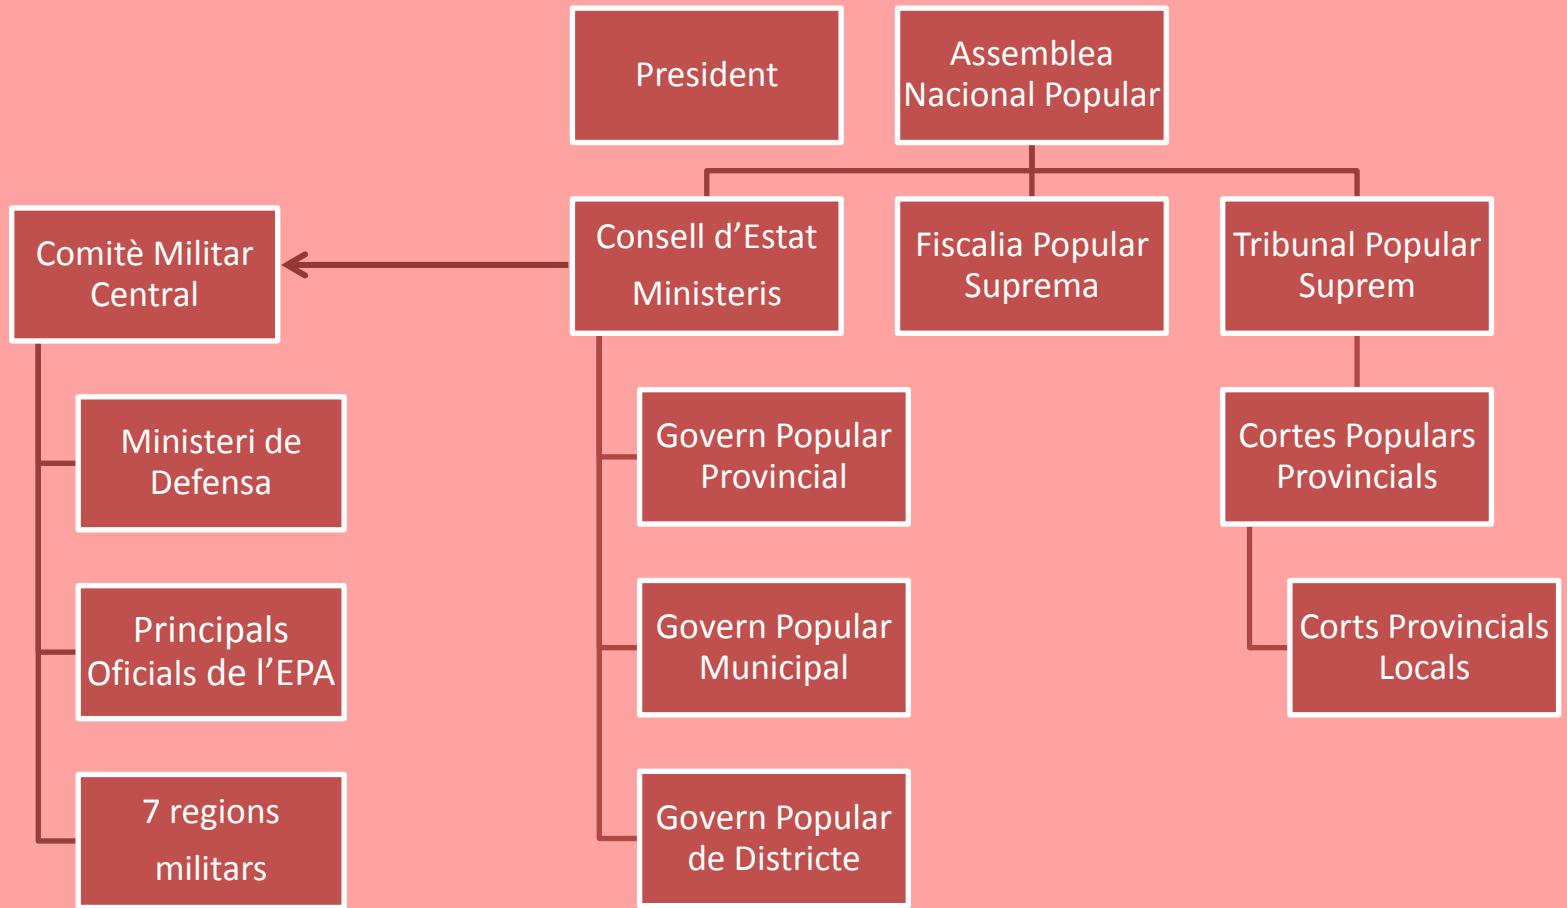 President
Assemblea
Nacional Popular
Comitè Militar
Central
Consell d’Estat
Ministeris
Fiscalia Popular
Suprema
Tribunal Popular
Suprem
Ministeri de
Defensa
Govern Popular
Provincial
Cortes Populars
Provincials
Principals
Oficials de l’EPA
Govern Popular
Municipal
Corts Provincials
Locals
7 regions
militars
Govern Popular
de Districte